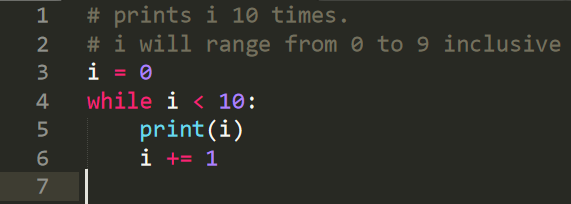 1 # prints i 10 times.
2 # i will range from 0 to 9 inclusive
3 i = 0
4 while i < 10:
5     print(i)
6     i += 1
7